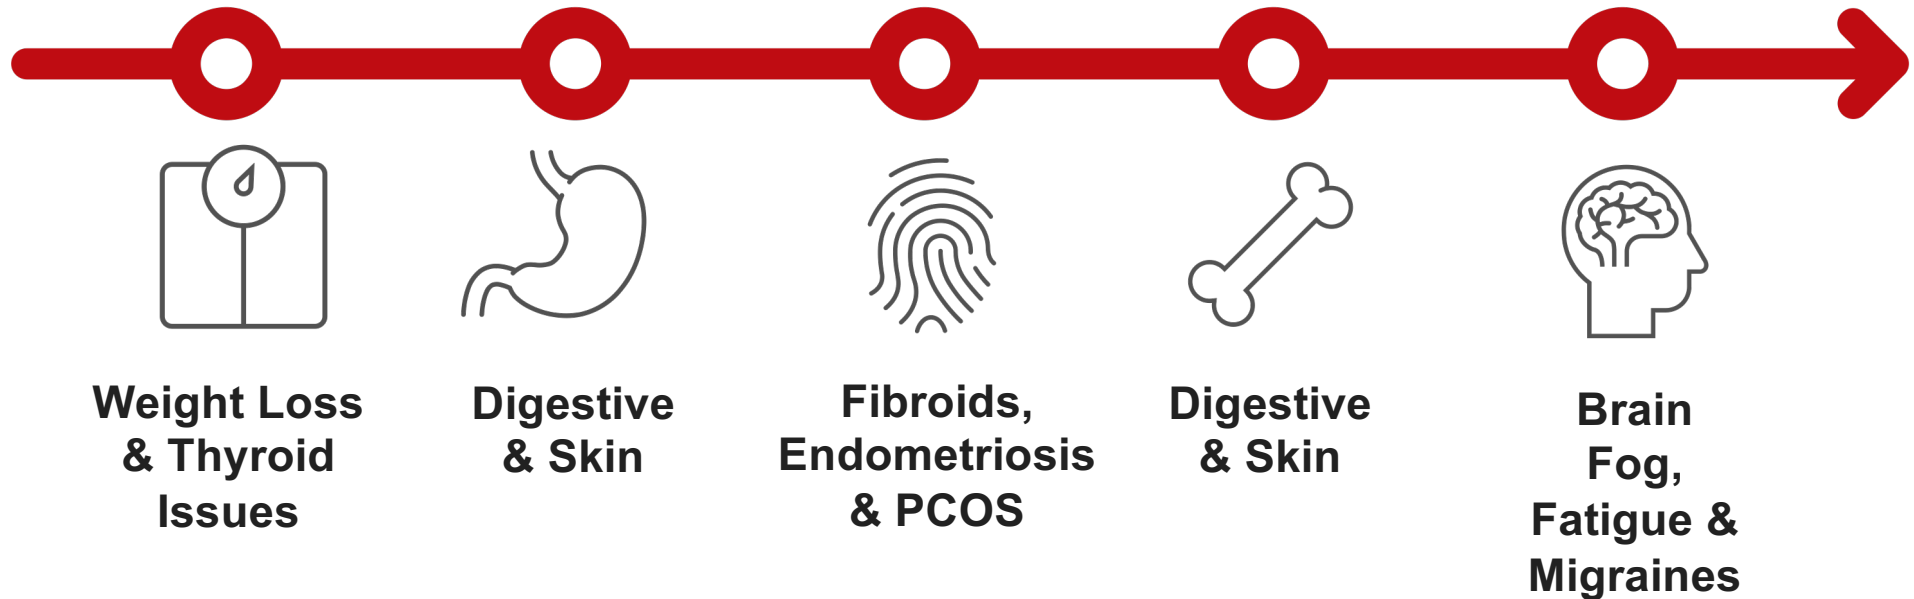 Weight Loss
& Thyroid
Issues
Digestive
& Skin
Fibroids,
Endometriosis
& PCOS
Digestive
& Skin
Brain
Fog,
Fatigue &
Migraines